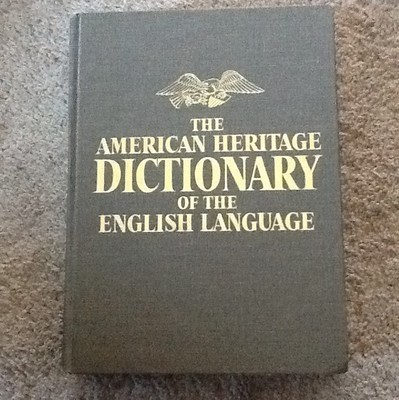 THE
AMERICAN HERITAGE
DICTIONARY
OF THE
ENGLISH LANGUAGE